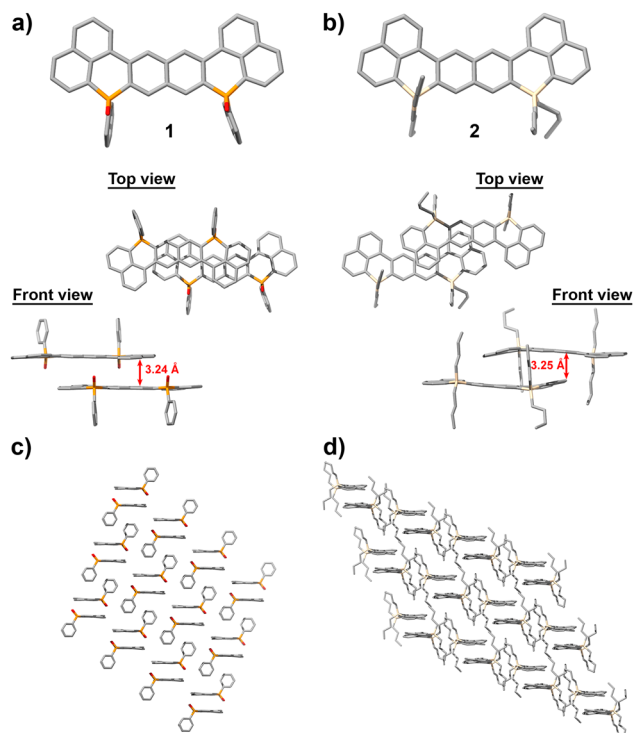 a)
b)
1
2
Top view
Top view
Front view
Front view
3.24 Å
3.25 Å
c)
d)